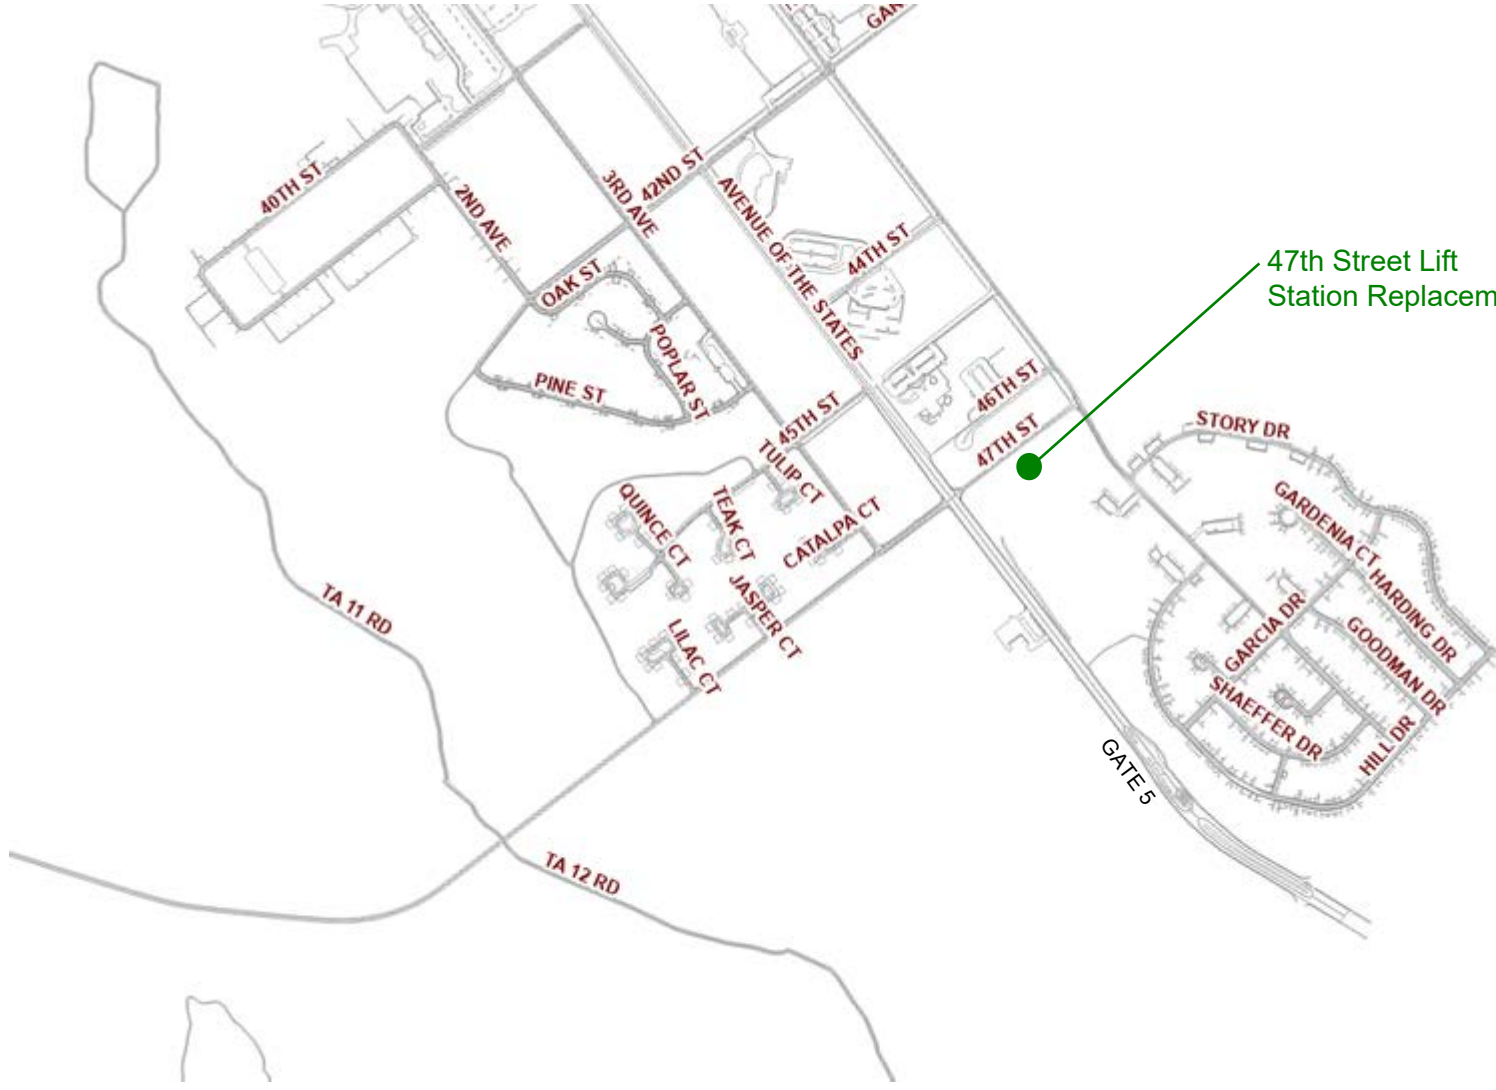 GAR
40TH ST
2ND AVE
3RD AVE
42ND ST
AVENUE OF THE STATES
44TH ST
47th Street Lift
Station Replacem
OAK ST
POPLAR ST
PINE ST
46TH ST
45TH ST
47TH ST
STORY DR
TULIP CT
QUINCE CT
TEAK CT
CATALPA CT
GARDENIA CT
HARDING DR
JASPER CT
TA 11 RD
LILAC CT
GARCIA DR
GOODMAN DR
SHAEFFER DR
HILL DR
GATE 5
TA 12 RD